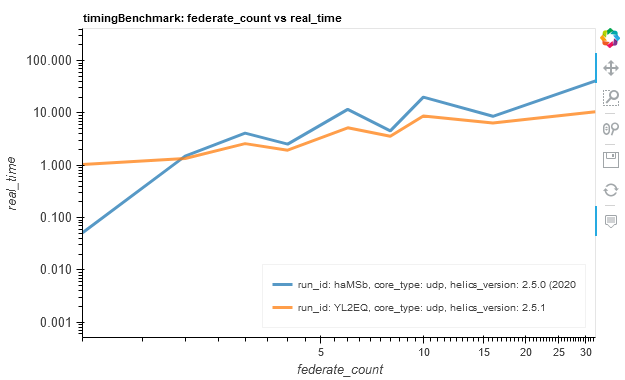 timingBenchmark: federate_count vs real_time
100.000
10.000
1.000
0.100
0.010
0.001
real_time
run_id: haMSb, core_type: udp, helics_version: 2.5.0 (2020
run_id: YL2EQ, core_type: udp, helics_version: 2.5.1
5 10 15 20 25 30
federate_count